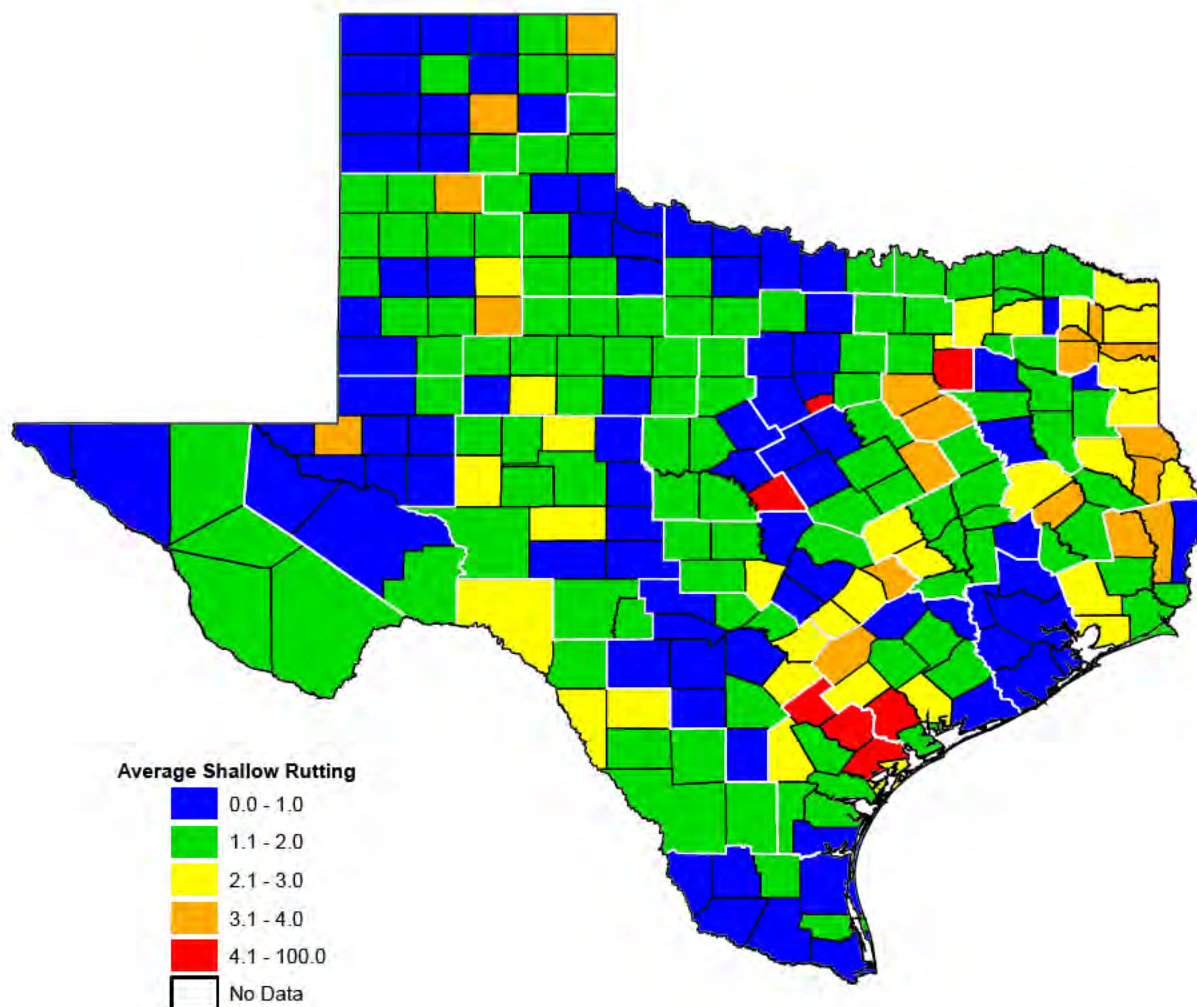 Average Shallow Rutting
0.0 - 1.0
1.1 - 2.0
2.1 - 3.0
3.1 - 4.0
4.1 - 100.0
No Data